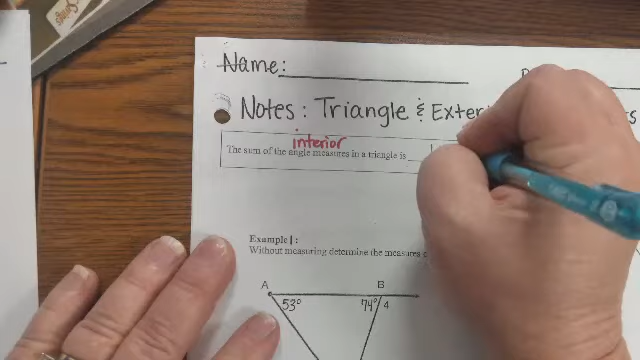 Name:
Notes: Triangle & Exter
interior
The sum of the angle measures in a triangle is
Example 1:
Without measuring determine the measures
A B
53° 74° 4